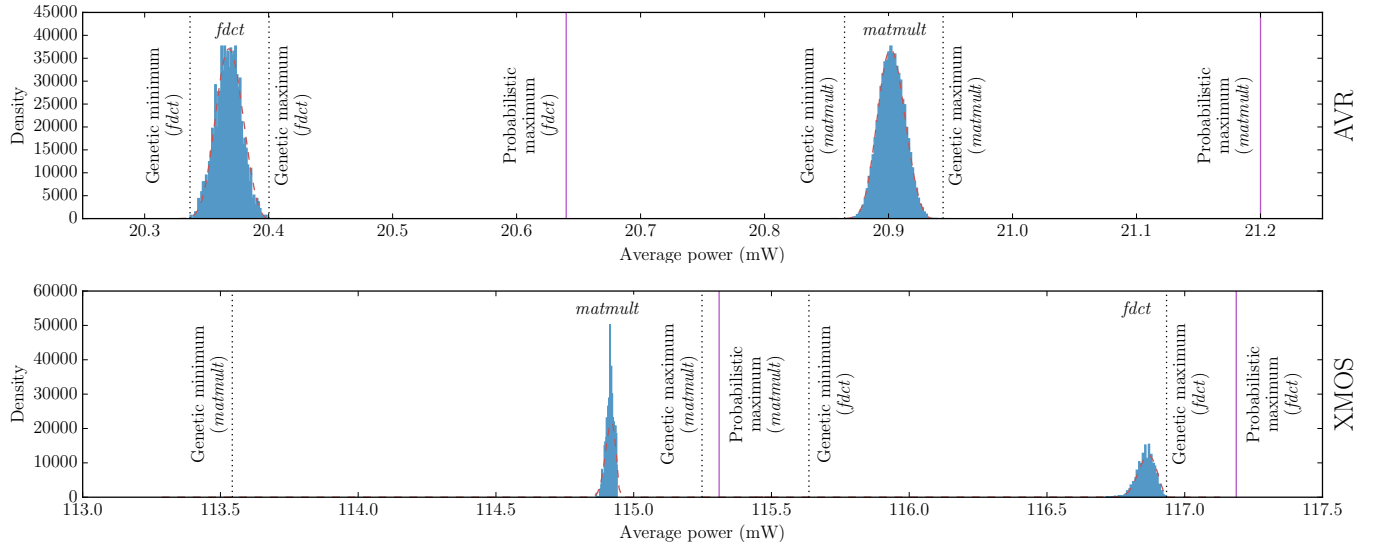 45000
40000
35000
30000
25000
20000
15000
10000
5000
0
Density
fdct
matmult
Genetic minimum
(fdct)
Genetic maximum
(fdct)
Probabilistic
maximum
(fdct)
Genetic minimum
(matmult)
Genetic maximum
(matmult)
Probabilistic
maximum
(matmult)
AVR
20.3 20.4 20.5 20.6 20.7 20.8 20.9 21.0 21.1 21.2
Average power (mW)
60000
50000
40000
30000
20000
10000
0
Density
matmult
fdct
Genetic minimum
(matmult)
Genetic maximum
(matmult)
Probabilistic
maximum
(matmult)
Genetic minimum
(fdct)
Genetic maximum
(fdct)
Probabilistic
maximum
(fdct)
XMOS
113.0 113.5 114.0 114.5 115.0 115.5 116.0 116.5 117.0 117.5
Average power (mW)